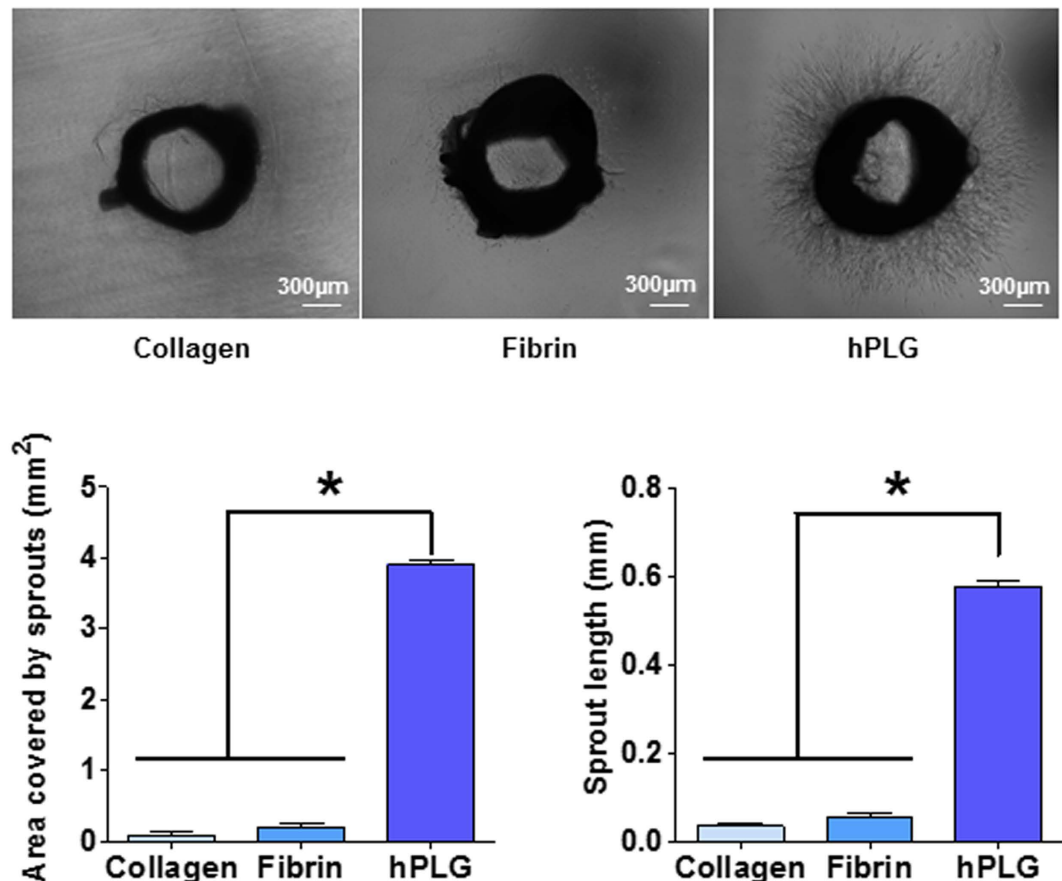 300µm 300µm 300µm
Collagen Fibrin hPLG
Area covered by sprouts (mm²)
5
4
3
2
1
0
*
Collagen Fibrin hPLG
Sprout length (mm)
0.8
0.6
0.4
0.2
0.0
*
Collagen Fibrin hPLG